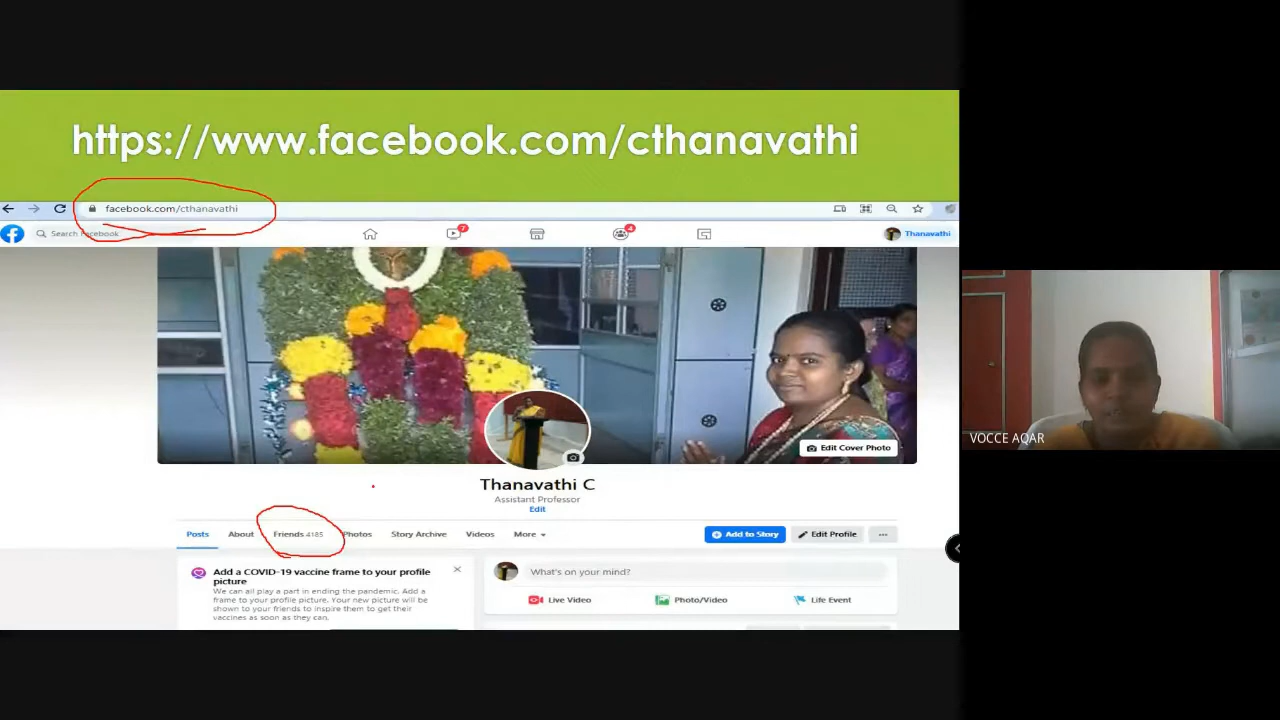 https://www.facebook.com/cthanavathi
facebook.com/cthanavathi
Search Facebook
7
4
Thanavathi
Edit Cover Photo
VOCCE AQAR
Thanavathi C
Assistant Professor
Edit
Posts About Friends 4185 Photos Story Archive Videos More
Add to Story Edit Profile ...
Add a COVID-19 vaccine frame to your profile
picture
We can all play a part in ending the pandemic. Add
a frame to your profile picture. Your new picture will
be shown to your friends to inspire them to get their
vaccines as soon as they can.
What's on your mind?
Live Video Photo/Video Life Event